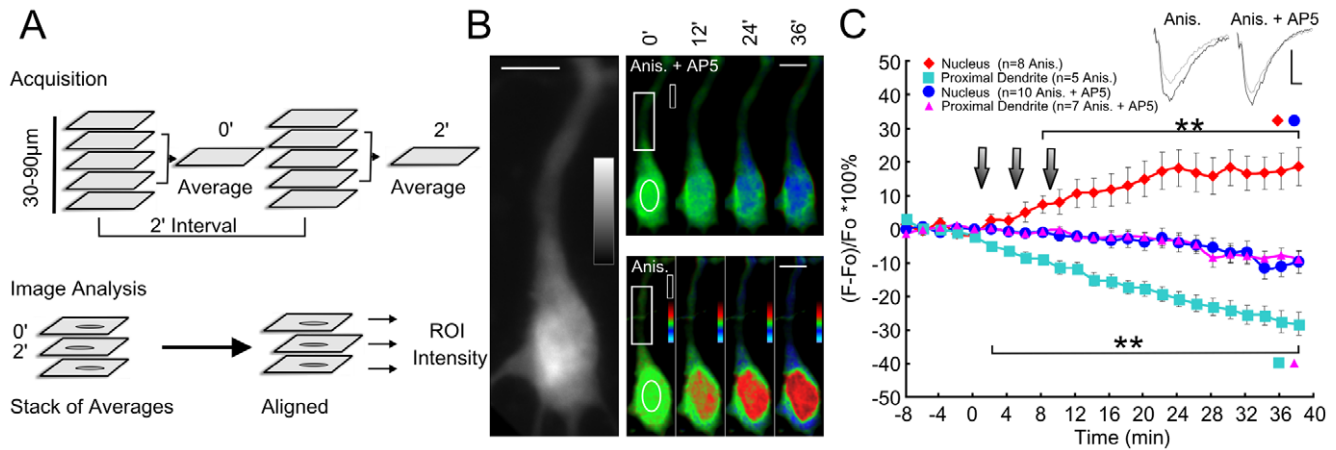 A
Acquisition
30-90μm
0'
2'
Average
Average
2' Interval
Image Analysis
0'
2'
ROI
Intensity
Stack of Averages
Aligned
B
0'
12'
24'
36'
Anis. + AP5
Anis.
C
Anis.
Anis. + AP5
Nucleus (n=8 Anis.)
Proximal Dendrite (n=5 Anis.)
Nucleus (n=10 Anis. + AP5)
Proximal Dendrite (n=7 Anis. + AP5)
**
**
(F-Fo)/Fo *100%
50
40
30
20
10
0
-10
-20
-30
-40
-50
-8 -4 0 4 8 12 16 20 24 28 32 36 40
Time (min)